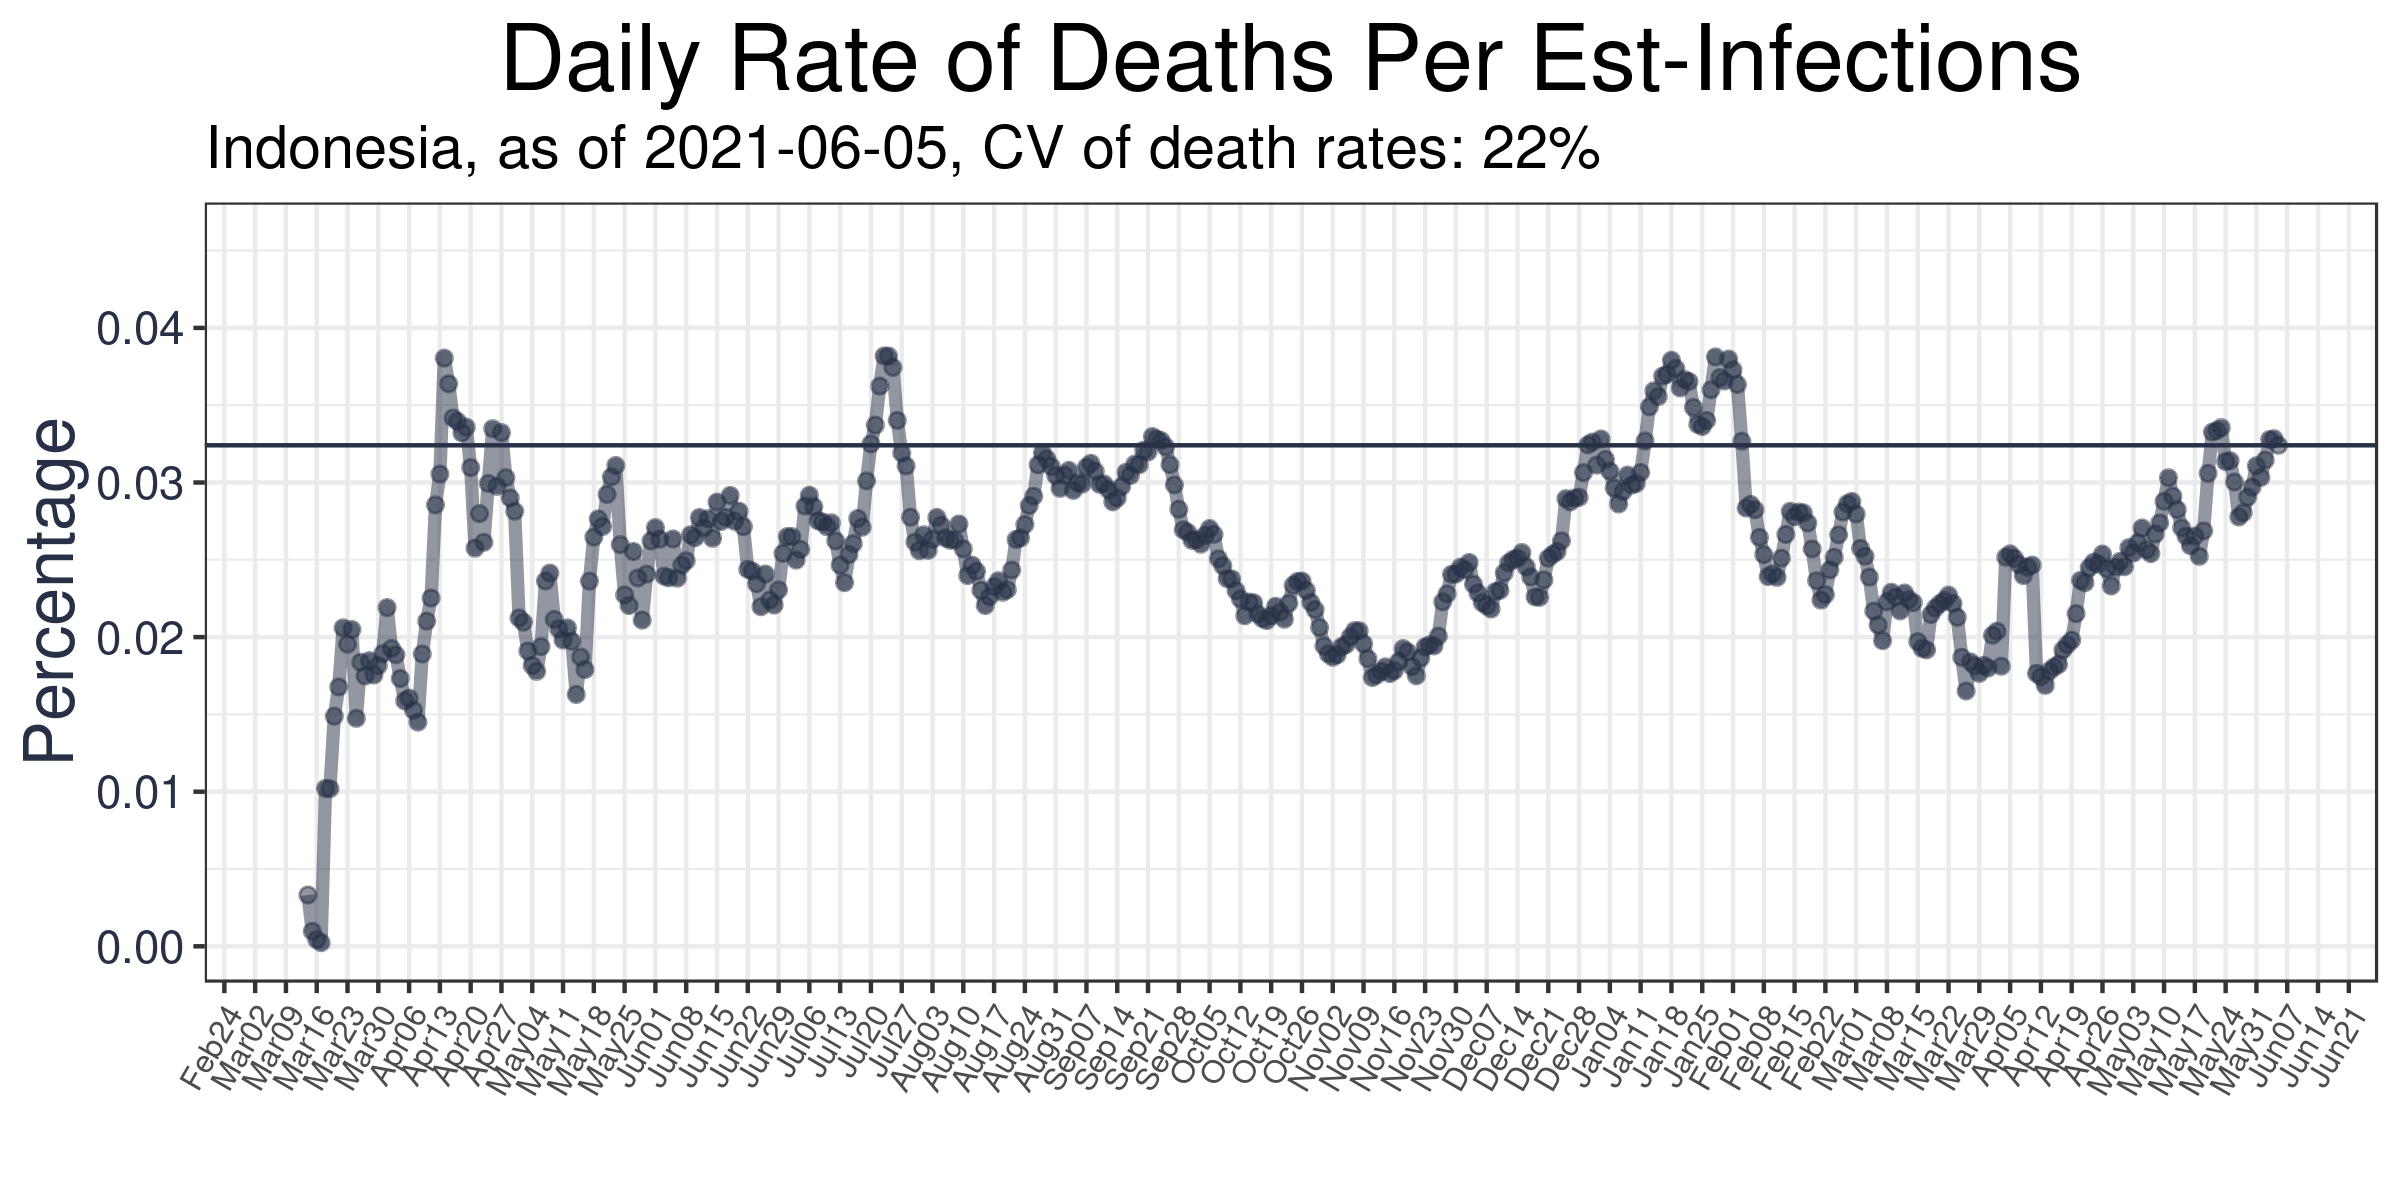 Daily Rate of Deaths Per Est-Infections
Indonesia, as of 2021-06-05, CV of death rates: 22%
Percentage
0.04
0.03
0.02
0.01
0.00
Feb24
Mar02
Mar09
Mar16
Mar23
Mar30
Apr06
Apr13
Apr20
Apr27
May04
May11
May18
May25
Jun01
Jun08
Jun15
Jun22
Jun29
Jul06
Jul13
Jul20
Jul27
Aug03
Aug10
Aug17
Aug24
Aug31
Sep07
Sep14
Sep21
Sep28
Oct05
Oct12
Oct19
Oct26
Nov02
Nov09
Nov16
Nov23
Nov30
Dec07
Dec14
Dec21
Dec28
Jan04
Jan11
Jan18
Jan25
Feb01
Feb08
Feb15
Feb22
Mar01
Mar08
Mar15
Mar22
Mar29
Apr05
Apr12
Apr19
Apr26
May03
May10
May17
May24
May31
Jun07
Jun14
Jun21